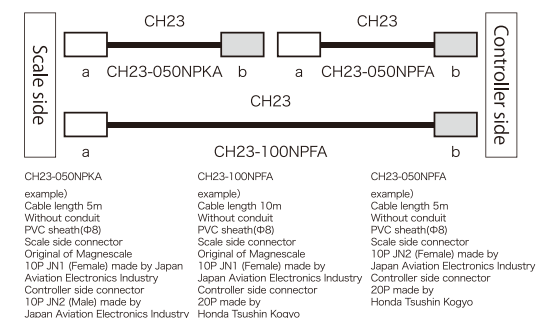 CH23
CH23
Scale side
Controller side
a
CH23-050NPKA
b
a
CH23-050NPFA
b
CH23
a
CH23-100NPFA
b
CH23-050NPKA
example)
Cable length 5m
Without conduit
PVC sheath(Φ8)
Scale side connector
Original of Magnescale
10P JN1 (Female) made by Japan
Aviation Electronics Industry
Controller side connector
10P JN2 (Male) made by
Japan Aviation Electronics Industry
CH23-100NPFA
example)
Cable length 10m
Without conduit
PVC sheath(Φ8)
Scale side connector
Original of Magnescale
10P JN1 (Female) made by
Japan Aviation Electronics Industry
Controller side connector
20P made by
Honda Tsushin Kogyo
CH23-050NPFA
example)
Cable length 5m
Without conduit
PVC sheath(Φ8)
Scale side connector
10P JN2 (Female) made by
Japan Aviation Electronics Industry
Controller side connector
20P made by
Honda Tsushin Kogyo